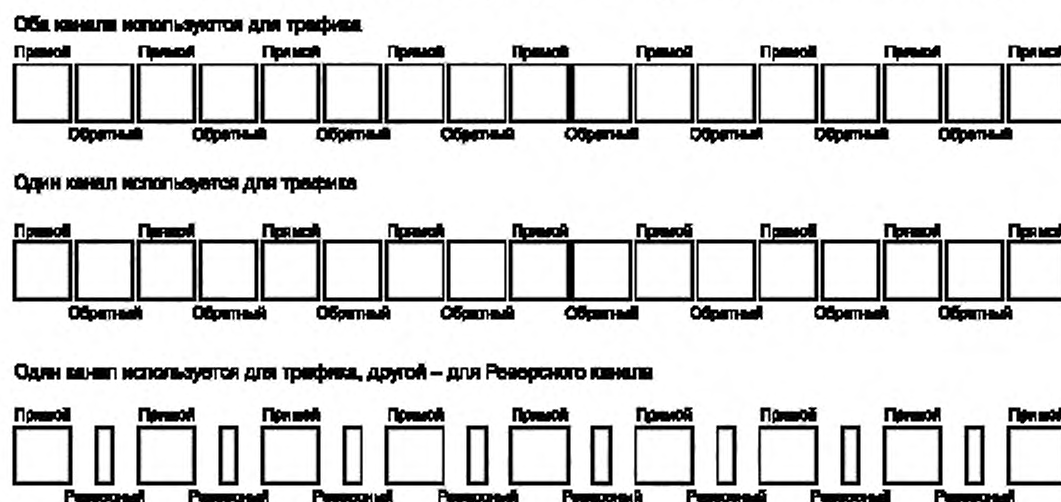 Оба канала используются для трафика
Прямой Прямой Прямой Прямой Прямой Прямой Прямой Прямой Прямой
Обратный Обратный Обратный Обратный Обратный Обратный Обратный Обратный
Один канал используется для трафика
Прямой Прямой Прямой Прямой Прямой Прямой Прямой Прямой Прямой
Обратный Обратный Обратный Обратный Обратный Обратный Обратный Обратный
Один канал используется для трафика, другой – для Реверсного канала
Прямой Прямой Прямой Прямой Прямой Прямой Прямой Прямой Прямой
Реверсный Реверсный Реверсный Реверсный Реверсный Реверсный Реверсный Реверсный